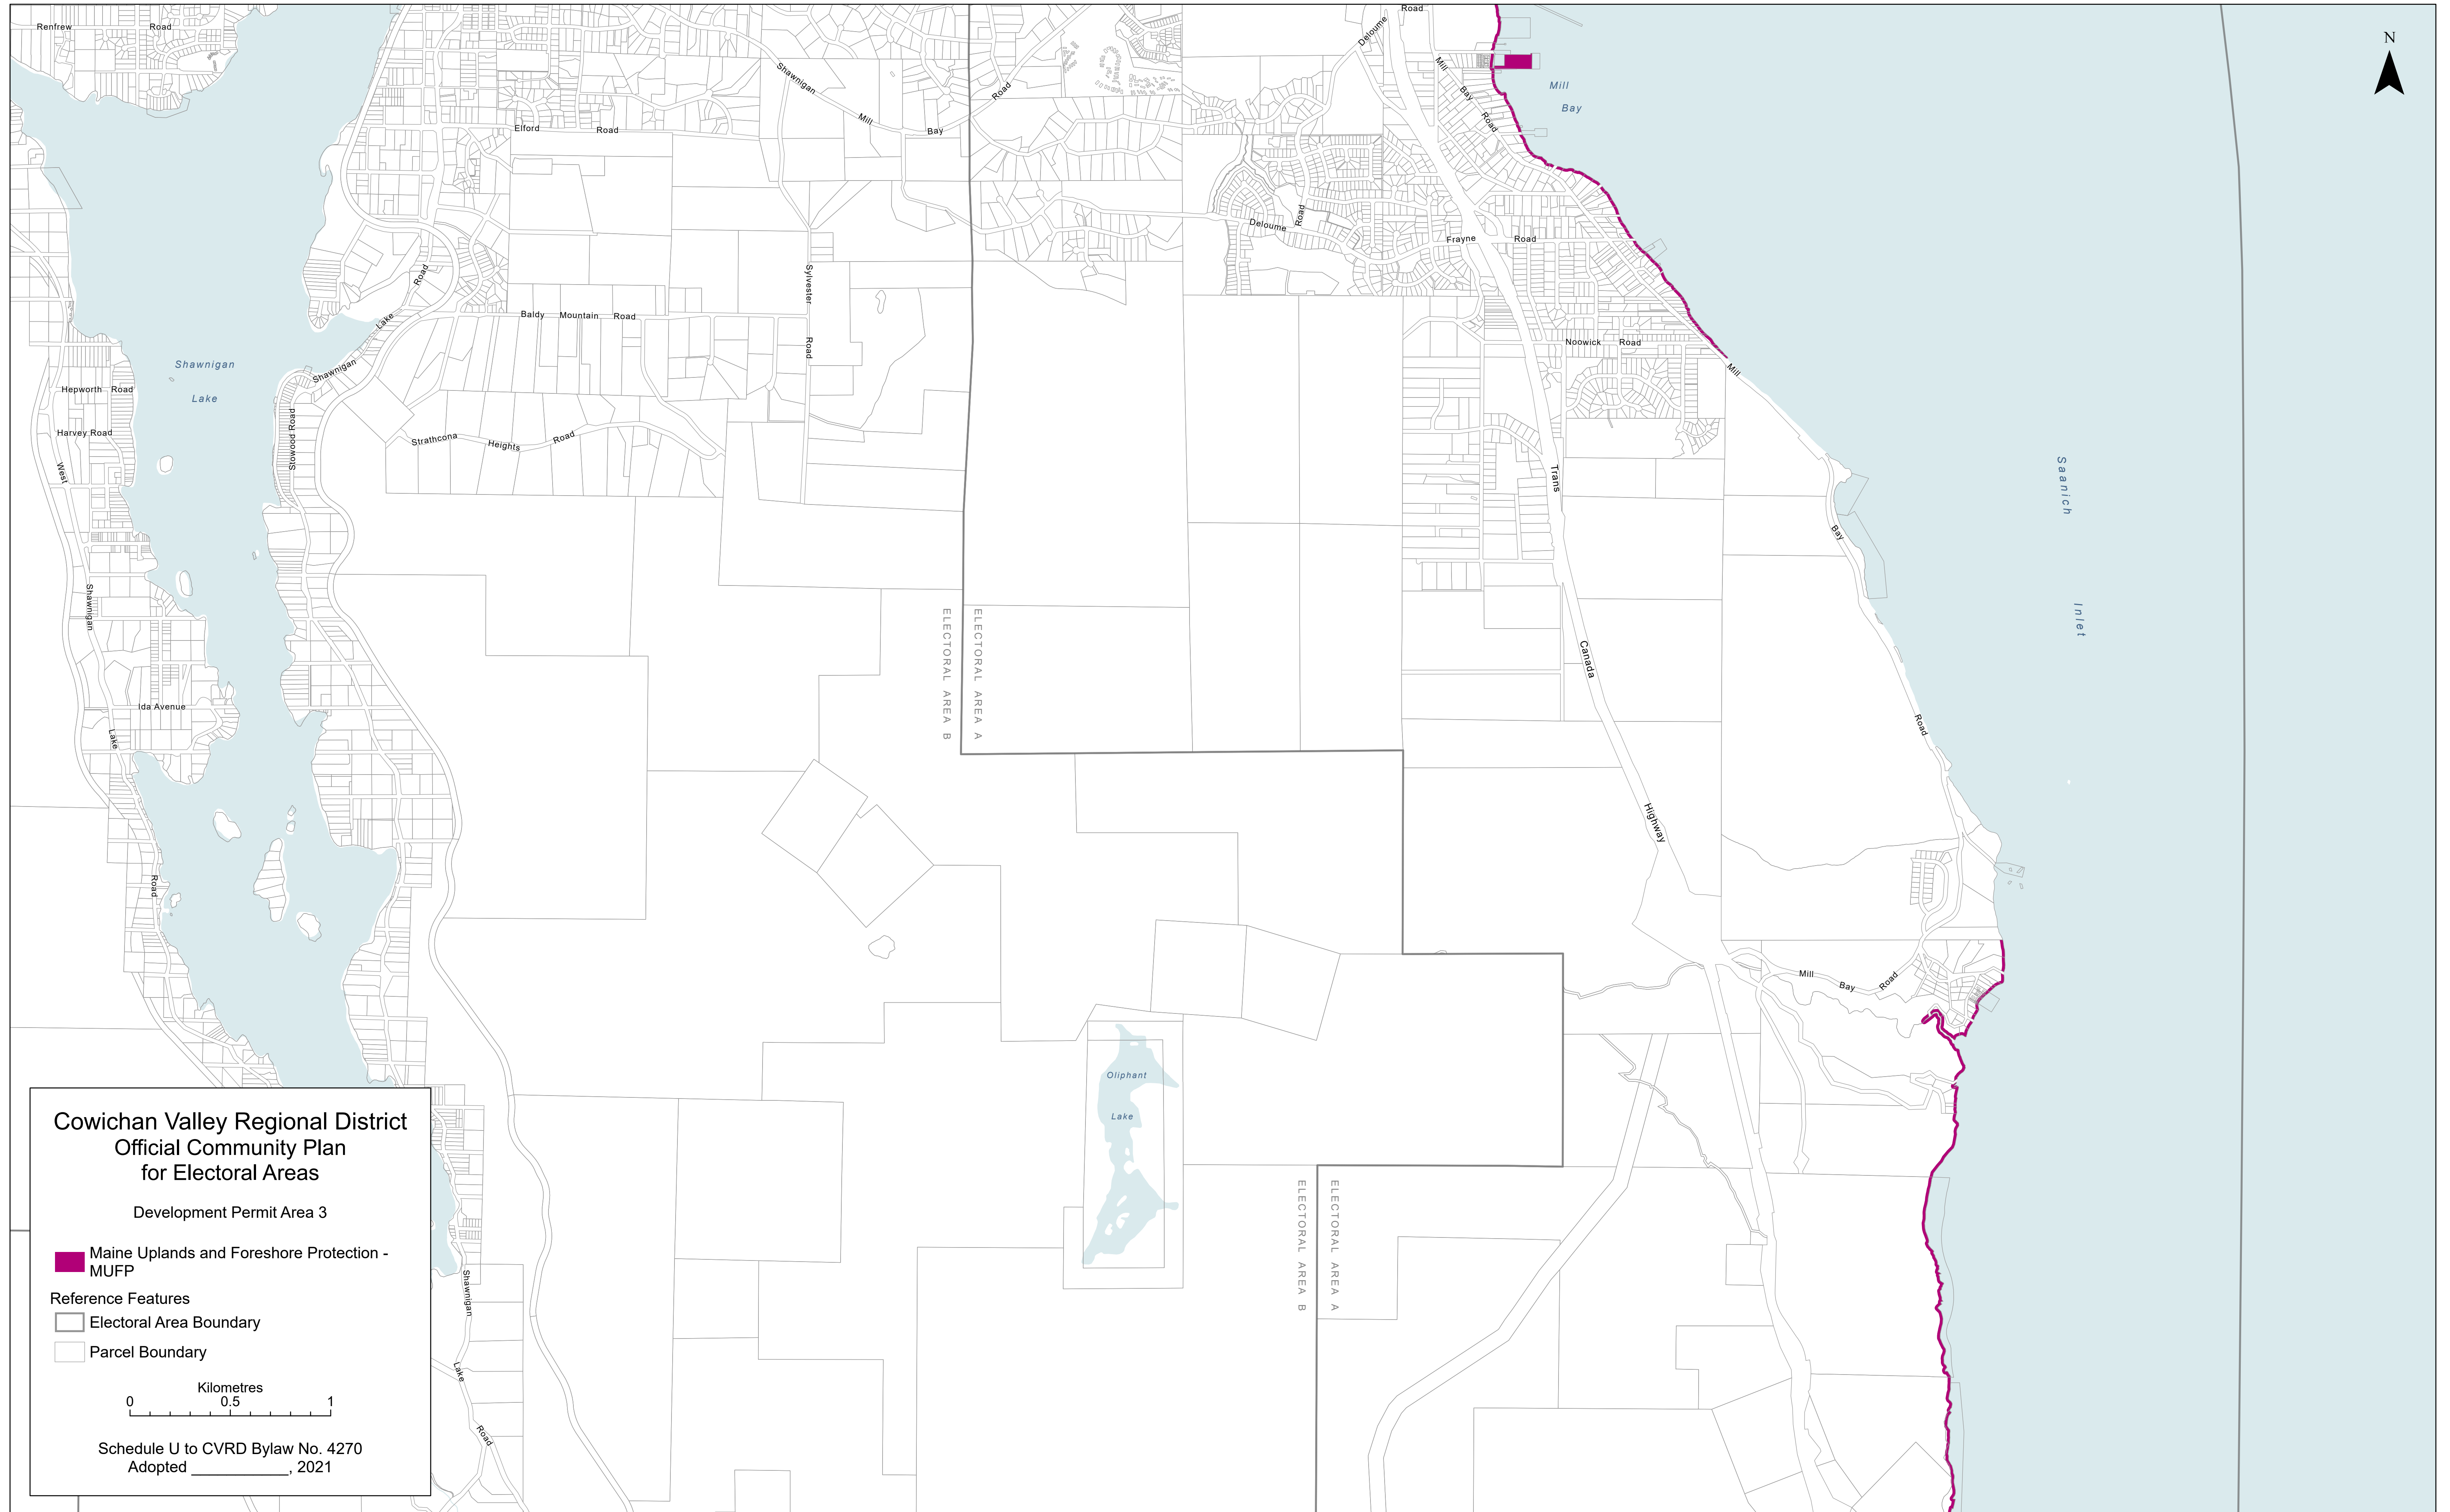 Renfrew Road
Road
Deloume
N
Shawnigan Mill Bay Road
Mill Bay Road
Mill
Bay
Elford Road
Deloume Road
Frayne Road
Sylvester Road
Shawnigan Lake Road
Baldy Mountain Road
Noowick Road
Shawnigan
Lake
Hepworth Road
Harvey Road
Stowood Road
Strathcona Heights Road
West Shawnigan Lake Road
Mill Bay Road
Trans Canada Highway
Saanich Inlet
ELECTORAL AREA B
ELECTORAL AREA A
Ida Avenue
Mill Bay Road
Oliphant
Lake
ELECTORAL AREA B
ELECTORAL AREA A
Shawnigan Lake Road
Cowichan Valley Regional District
Official Community Plan
for Electoral Areas
Development Permit Area 3
Maine Uplands and Foreshore Protection -
MUFP
Reference Features
Electoral Area Boundary
Parcel Boundary
Kilometres
0 0.5 1
Schedule U to CVRD Bylaw No. 4270
Adopted ____________, 2021